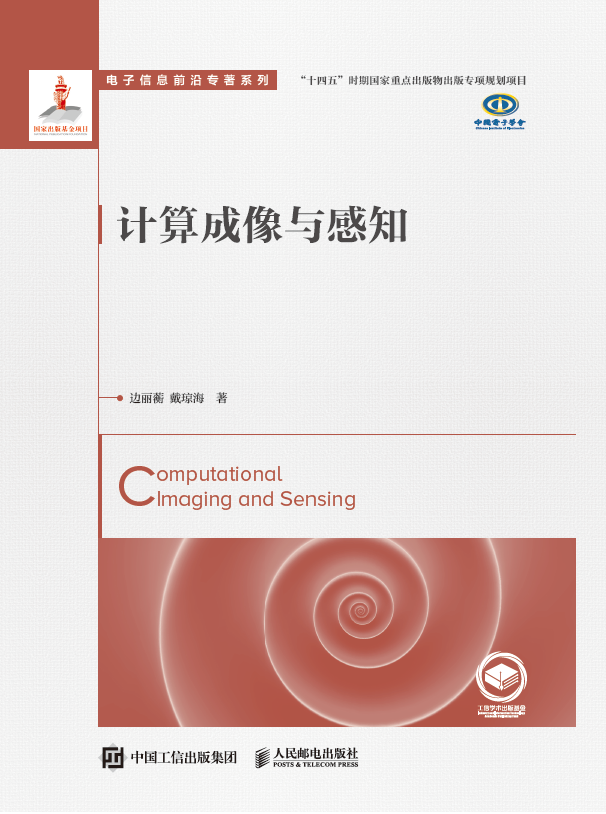 电子信息前沿专著系列
“十四五”时期国家重点出版物出版专项规划项目
国家出版基金项目
中国电子学会
Chinese Institute of Electronics
计算成像与感知
边丽蘅 戴琼海 著
Computational
Imaging and Sensing
工信学术出版基金
中国工信出版集团
人民邮电出版社
POSTS & TELECOM PRESS